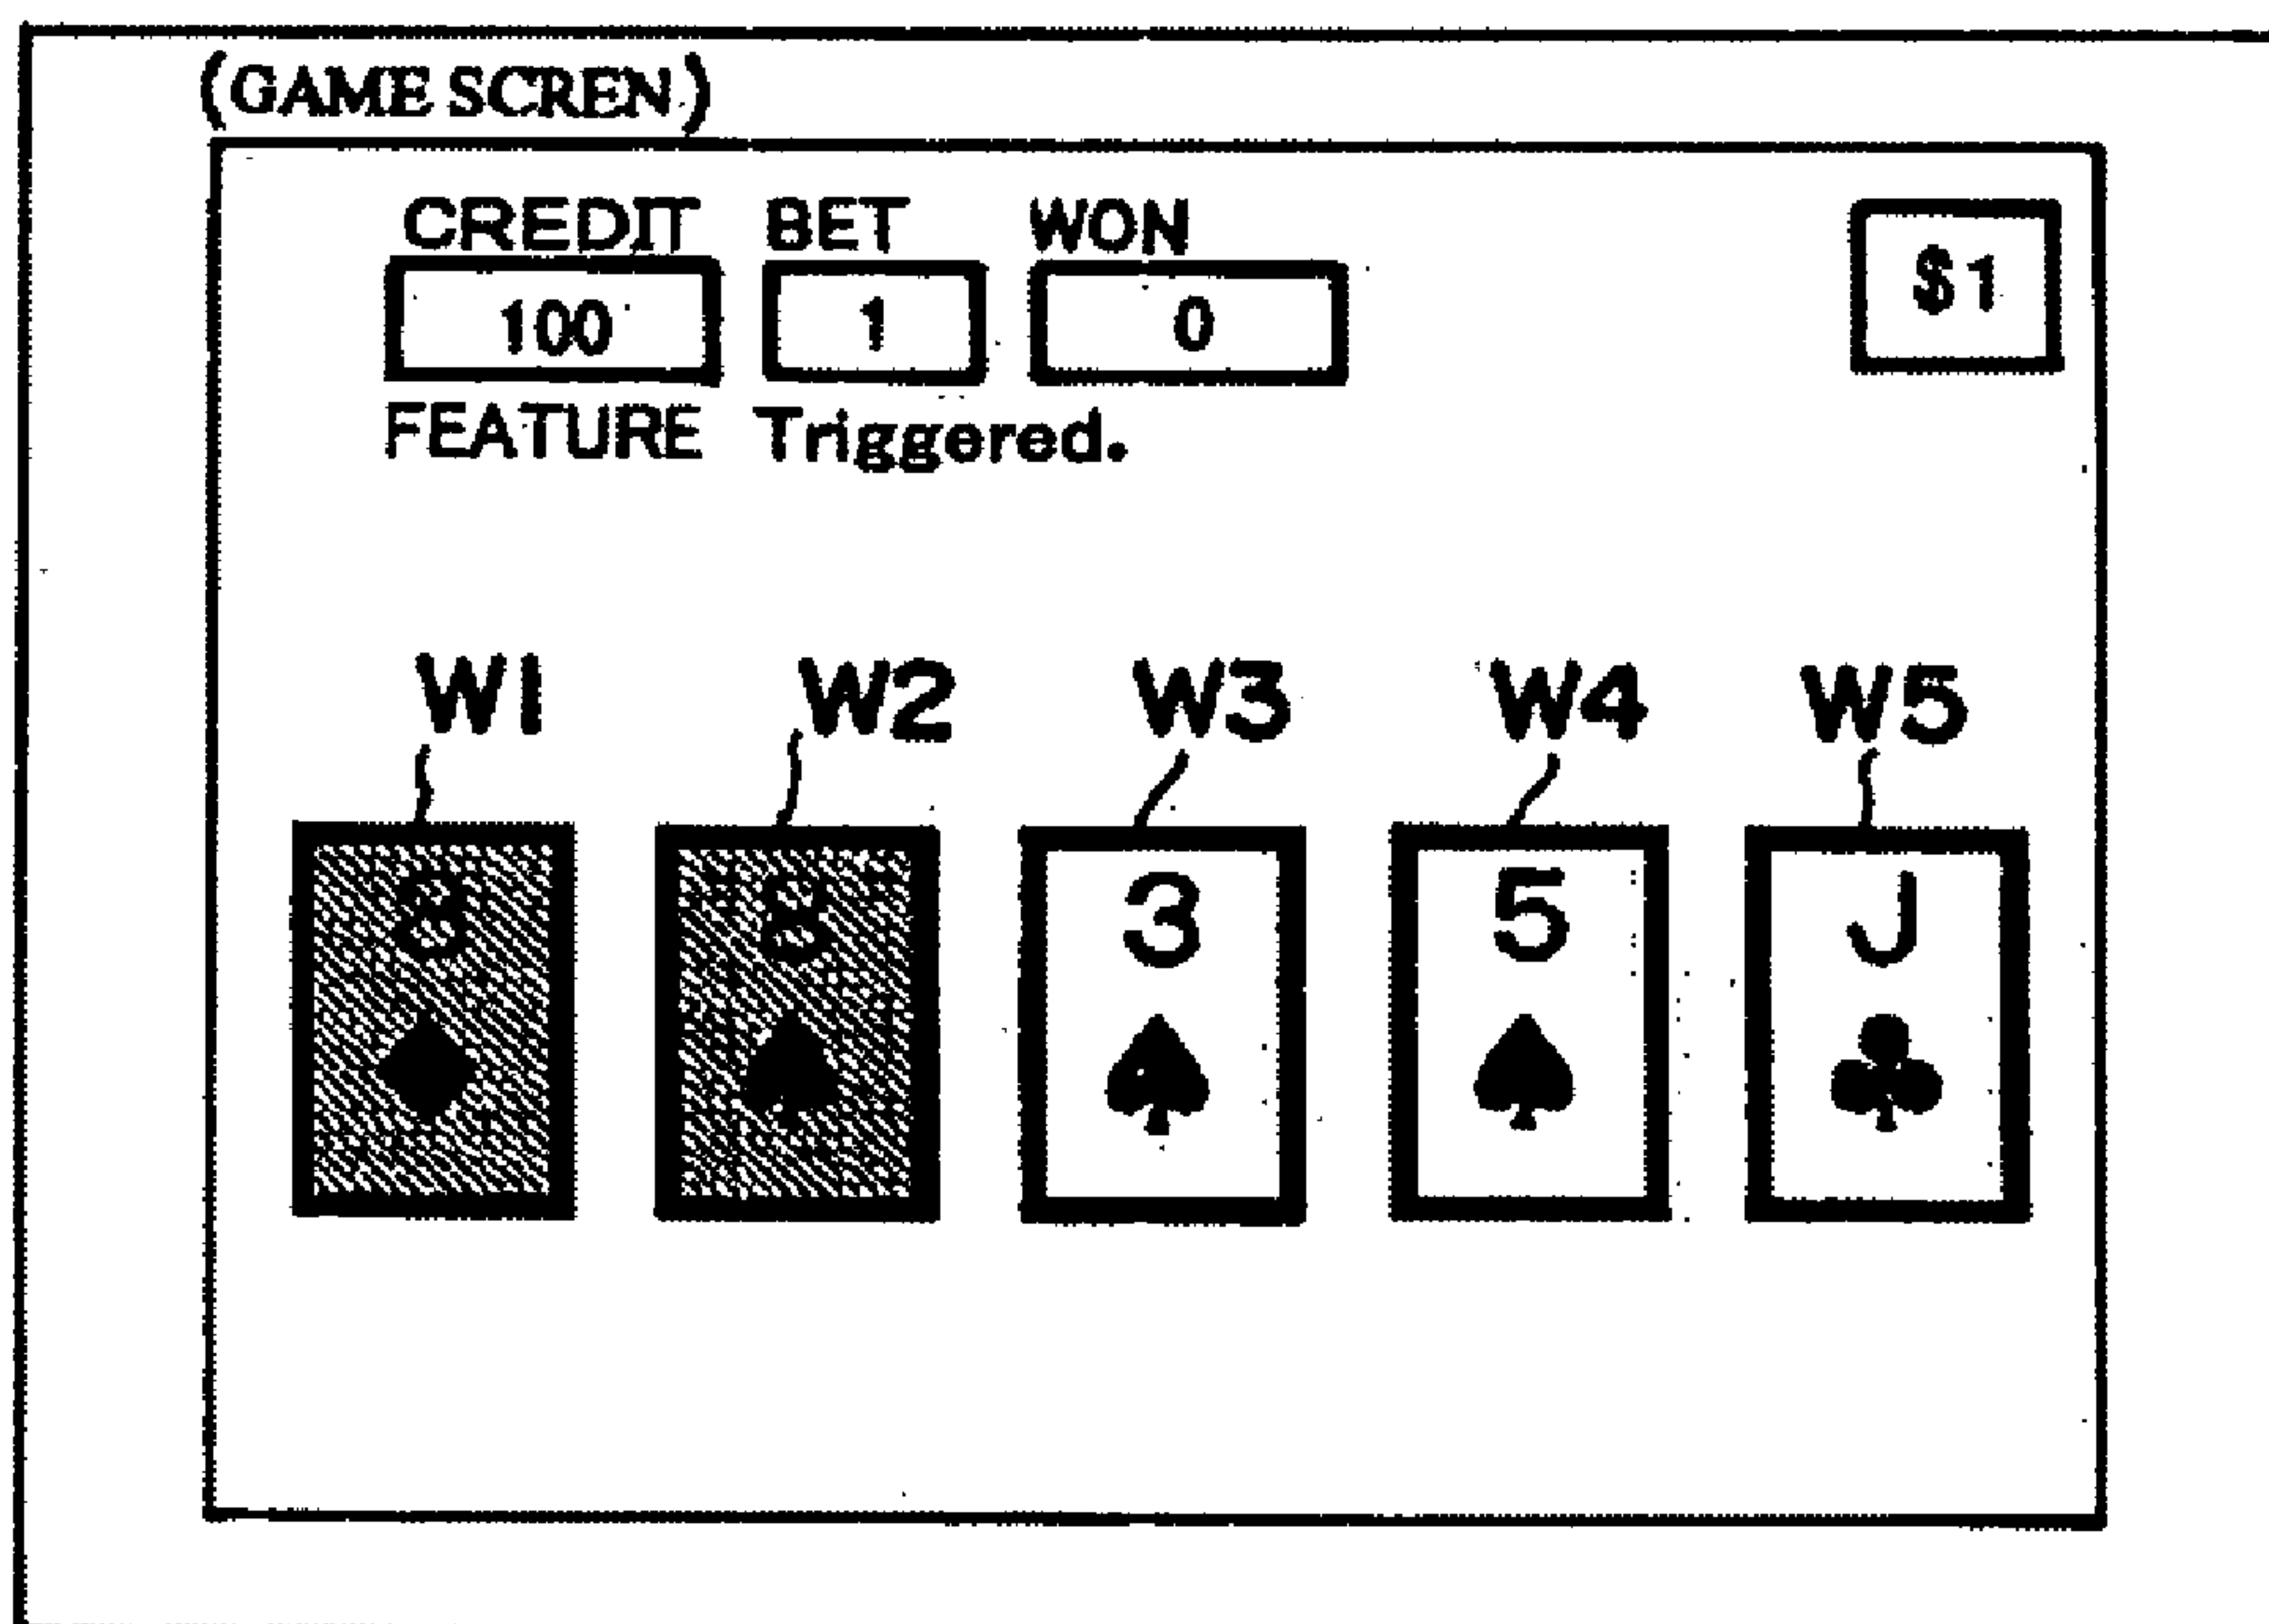 (GAME SCREN)
CREDIT BET WON
100 1 0 $1
FEATURE Triggered.
W1 W2 W3 W4 W5
8 8 3 5 J